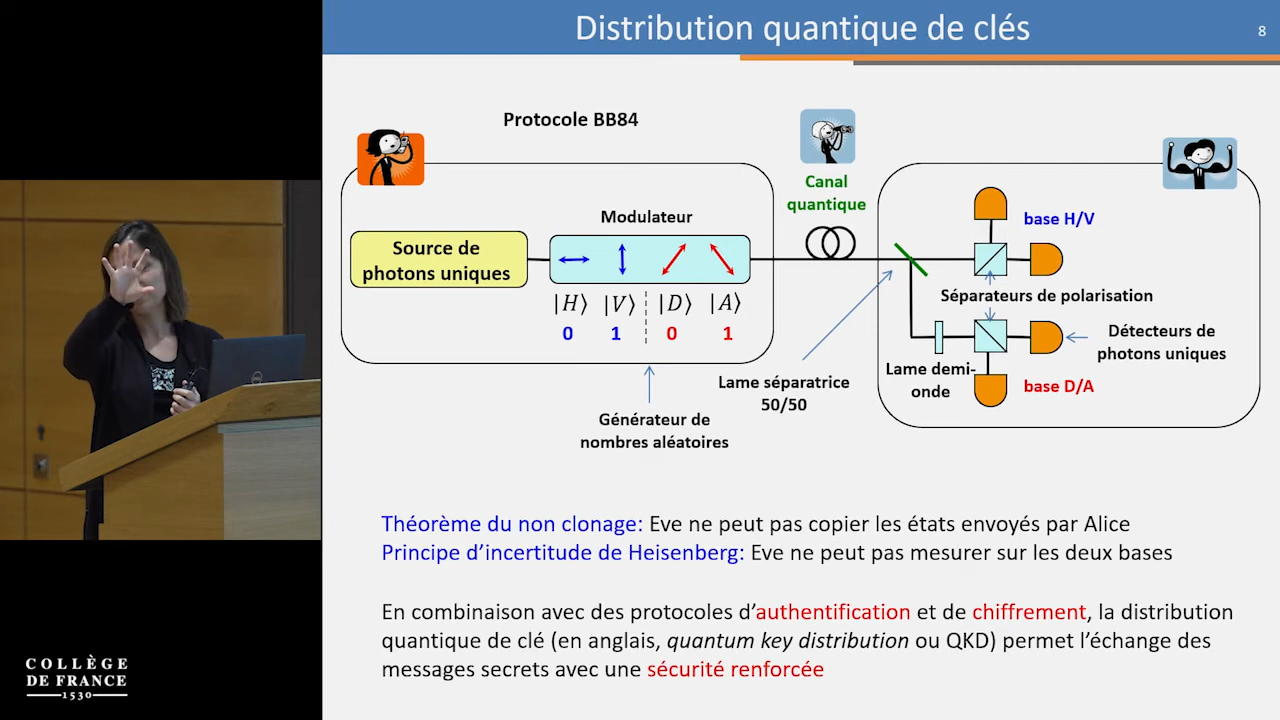 Distribution quantique de clés
8
Protocole BB84
Canal
quantique
Modulateur
Source de
photons uniques
|H⟩ |V⟩ |D⟩ |A⟩
0 1 0 1
base H/V
Séparateurs de polarisation
Détecteurs de
photons uniques
Lame demi-
onde
base D/A
Lame séparatrice
50/50
Générateur de
nombres aléatoires
Théorème du non clonage: Eve ne peut pas copier les états envoyés par Alice
Principe d’incertitude de Heisenberg: Eve ne peut pas mesurer sur les deux bases
En combinaison avec des protocoles d’authentification et de chiffrement, la distribution
quantique de clé (en anglais, quantum key distribution ou QKD) permet l’échange des
messages secrets avec une sécurité renforcée
COLLÈGE
DE FRANCE
1530